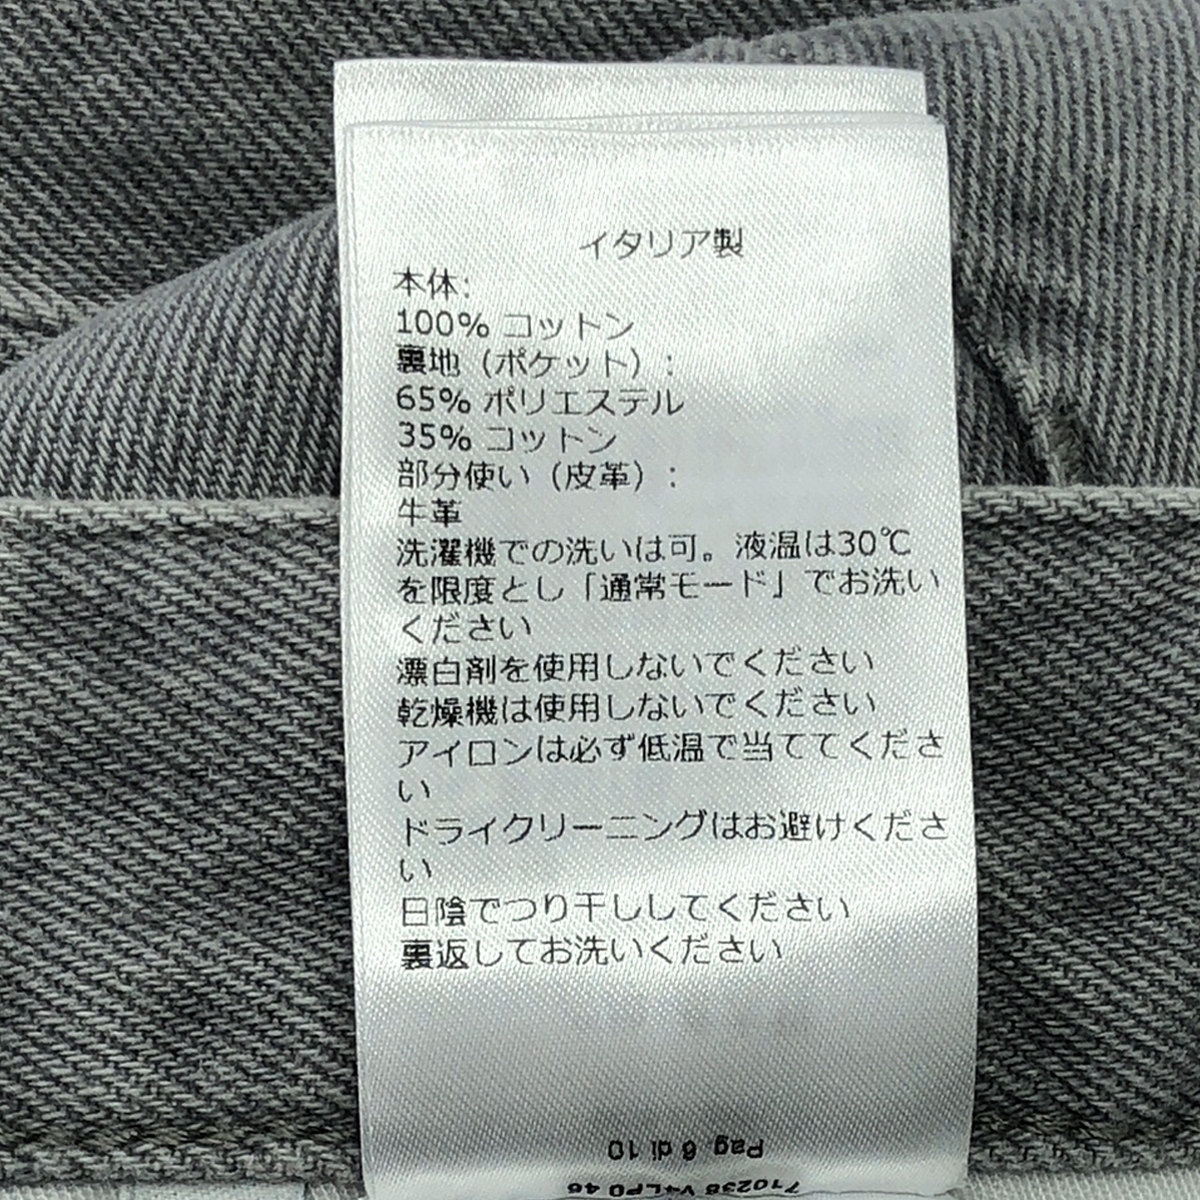 イタリア製
本体:
100% コットン
裏地（ポケット）:
65% ポリエステル
35% コットン
部分使い（皮革）:
牛革
洗濯機での洗いは可。液温は30℃
を限度とし「通常モード」でお洗い
ください
漂白剤を使用しないでください
乾燥機は使用しないでください
アイロンは必ず低温で当ててくださ
い
ドライクリーニングはお避けくださ
い
日陰でつり干ししてください
裏返してお洗いください
Pag. 6 di 10
46